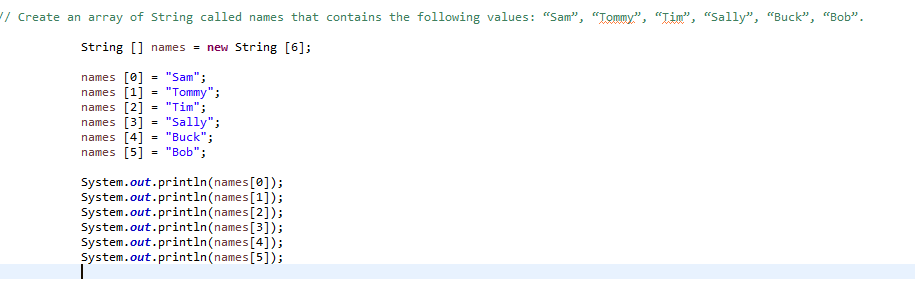 // Create an array of String called names that contains the following values: “Sam”, “Tommy”, “Tim”, “Sally”, “Buck”, “Bob”.
String [] names = new String [6];
names [0] = "Sam";
names [1] = "Tommy";
names [2] = "Tim";
names [3] = "Sally";
names [4] = "Buck";
names [5] = "Bob";
System.out.println(names[0]);
System.out.println(names[1]);
System.out.println(names[2]);
System.out.println(names[3]);
System.out.println(names[4]);
System.out.println(names[5]);